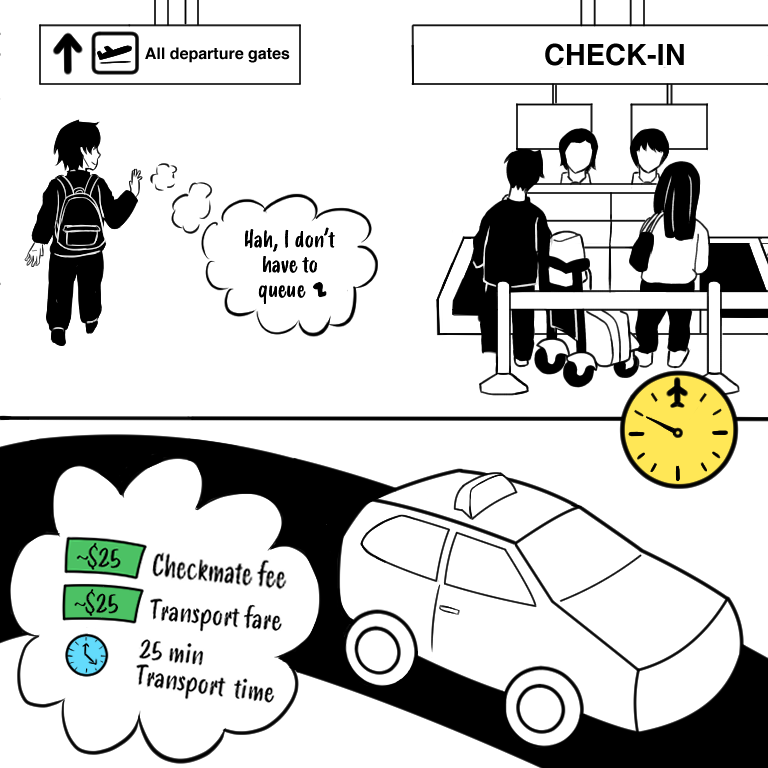 All departure gates
CHECK-IN
Hah, I don't
have to
queue
~$25 Checkmate fee
~$25 Transport fare
25 min
Transport time